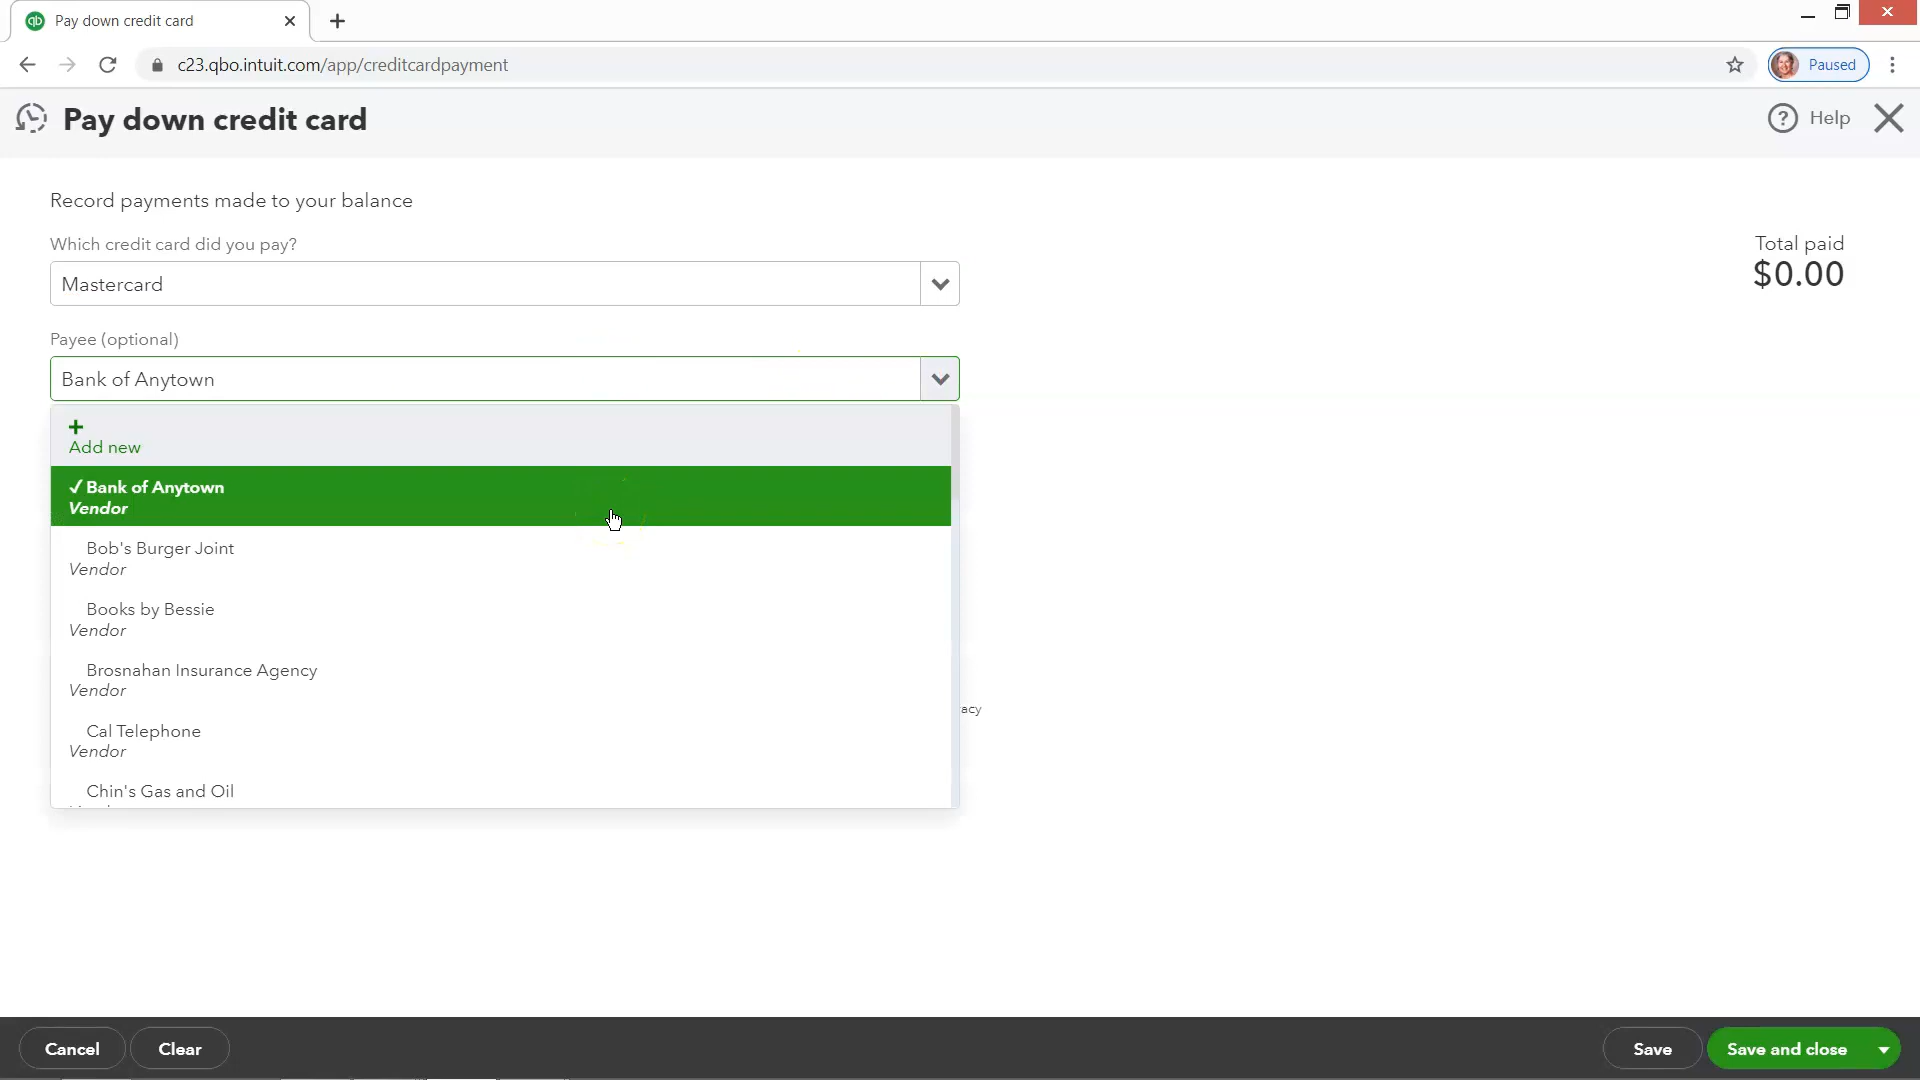 Pay down credit card
c23.qbo.intuit.com/app/creditcardpayment
Paused
Pay down credit card
Help
Record payments made to your balance
Which credit card did you pay?
Total paid
$0.00
Mastercard
Payee (optional)
Bank of Anytown
+
Add new
✓ Bank of Anytown
Vendor
Bob's Burger Joint
Vendor
Books by Bessie
Vendor
Brosnahan Insurance Agency
Vendor
acy
Cal Telephone
Vendor
Chin's Gas and Oil
Cancel
Clear
Save
Save and close